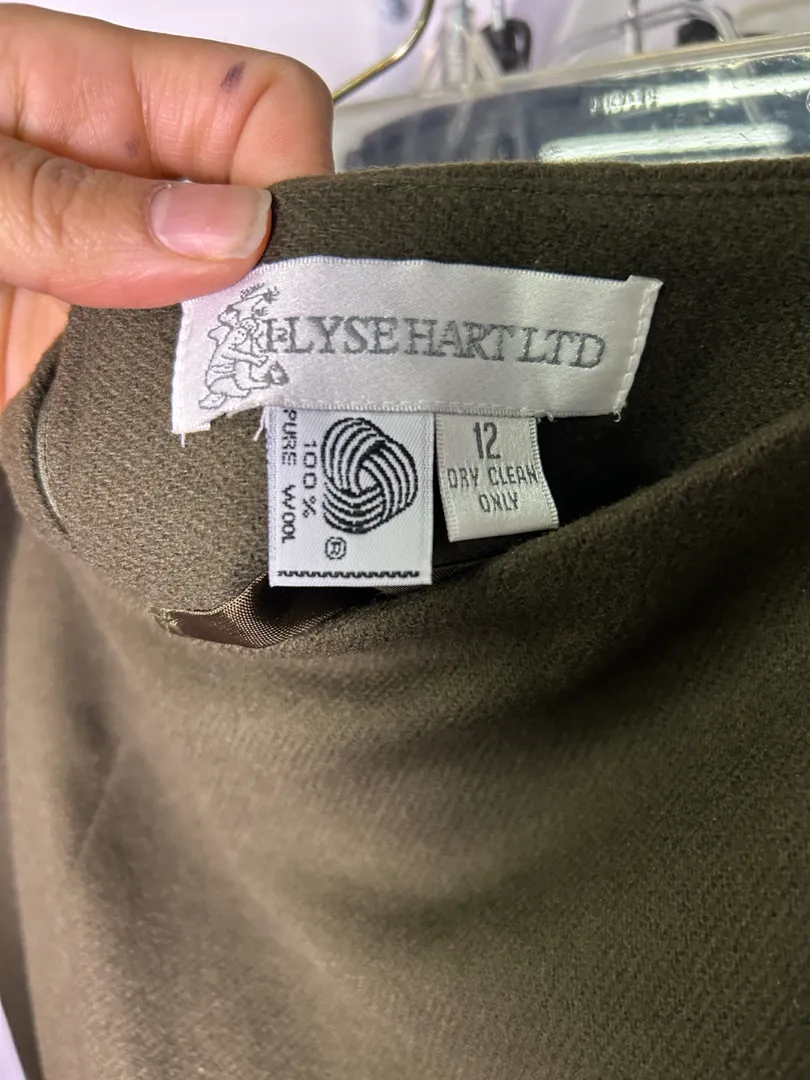 ELYSE HART LTD
100%
PURE WOOL
®
12
DRY CLEAN
ONLY